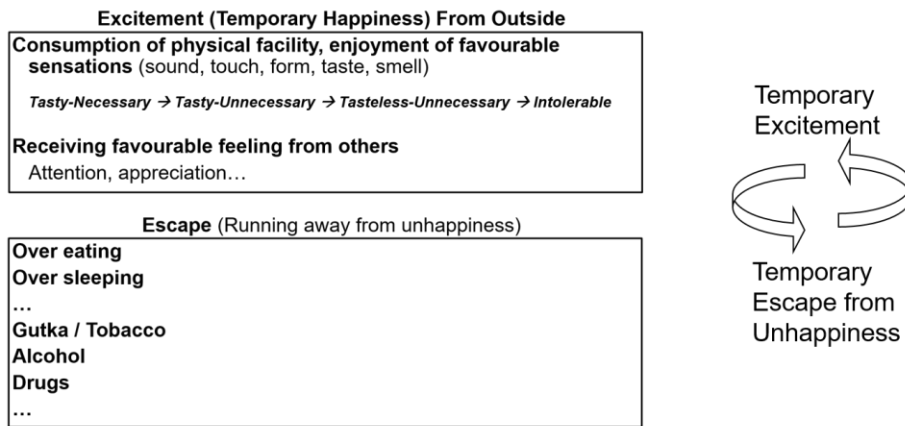 Excitement (Temporary Happiness) From Outside
Consumption of physical facility, enjoyment of favourable
sensations (sound, touch, form, taste, smell)
Tasty-Necessary → Tasty-Unnecessary → Tasteless-Unnecessary → Intolerable
Receiving favourable feeling from others
Attention, appreciation…
Escape (Running away from unhappiness)
Over eating
Over sleeping
…
Gutka / Tobacco
Alcohol
Drugs
…
Temporary
Excitement
Temporary
Escape from
Unhappiness